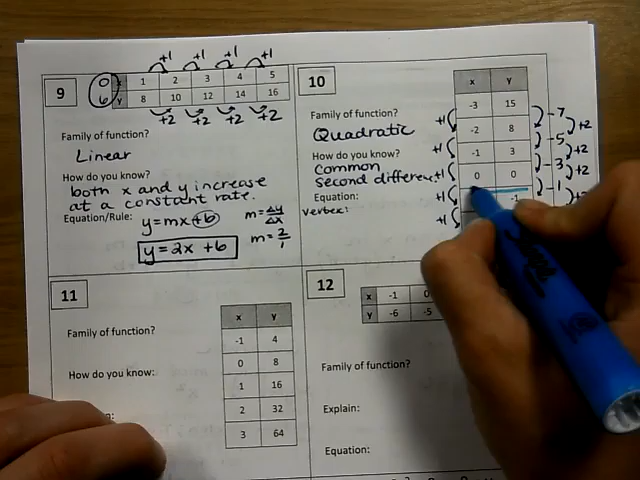 +1 +1 +1 +1
9
0 x 1 2 3 4 5
6 y 8 10 12 14 16
+2 +2 +2 +2
Family of function?
Linear
How do you know?
both x and y increase
at a constant rate.
Equation/Rule: y=mx+b m=Δy/Δx
y=2x+6 m=2/1
10
x y
-3 15
-2 8
-1 3
0 0
-1
+1 +1 +1 +1 +1
-7 -5 -3 -1
+2 +2 +2 +2
Family of function?
Quadratic
How do you know?
common
second difference
Equation:
vertex:
11
Family of function?
How do you know:
x y
-1 4
0 8
1 16
2 32
3 64
12
x -1 0
y -6 -5
Family of function?
Explain:
Equation: